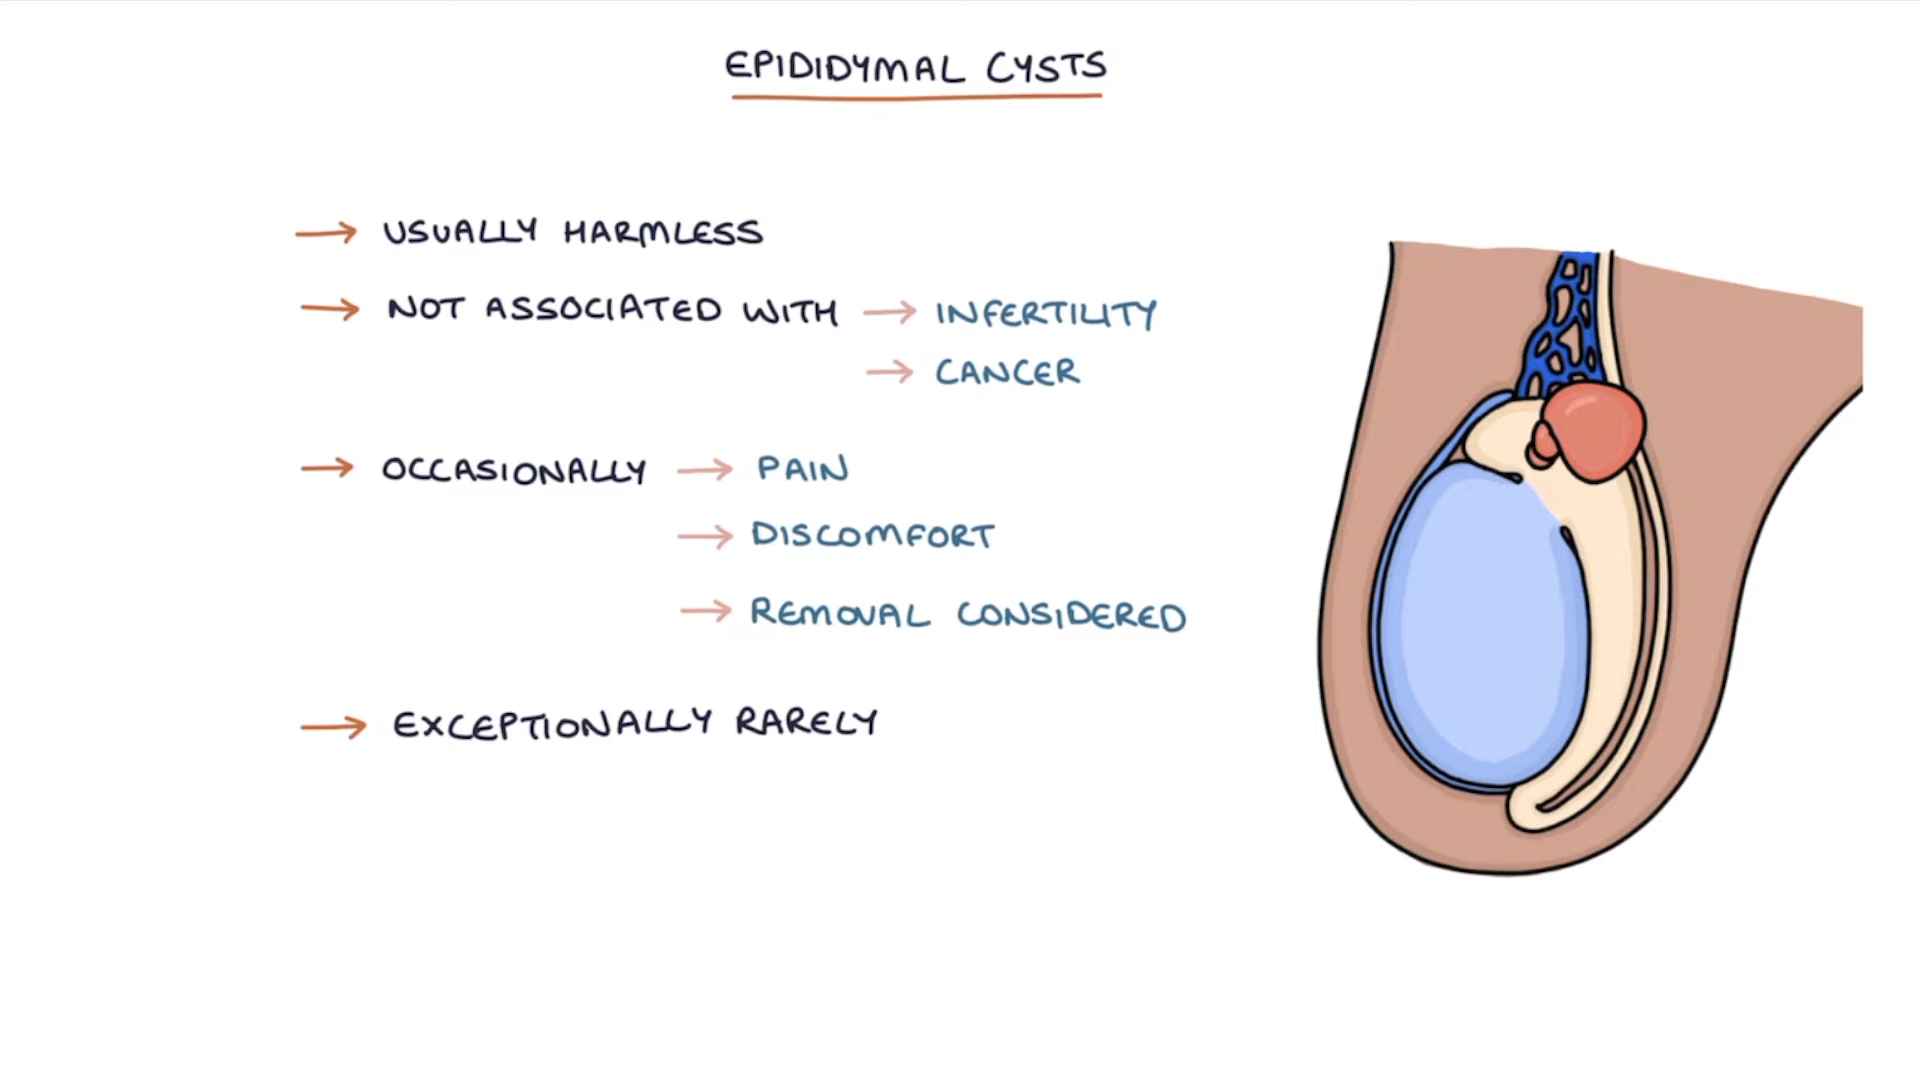 EPIDIDYMAL CYSTS
→ USUALLY HARMLESS
→ NOT ASSOCIATED WITH → INFERTILITY
→ CANCER
→ OCCASIONALLY → PAIN
→ DISCOMFORT
→ REMOVAL CONSIDERED
→ EXCEPTIONALLY RARELY